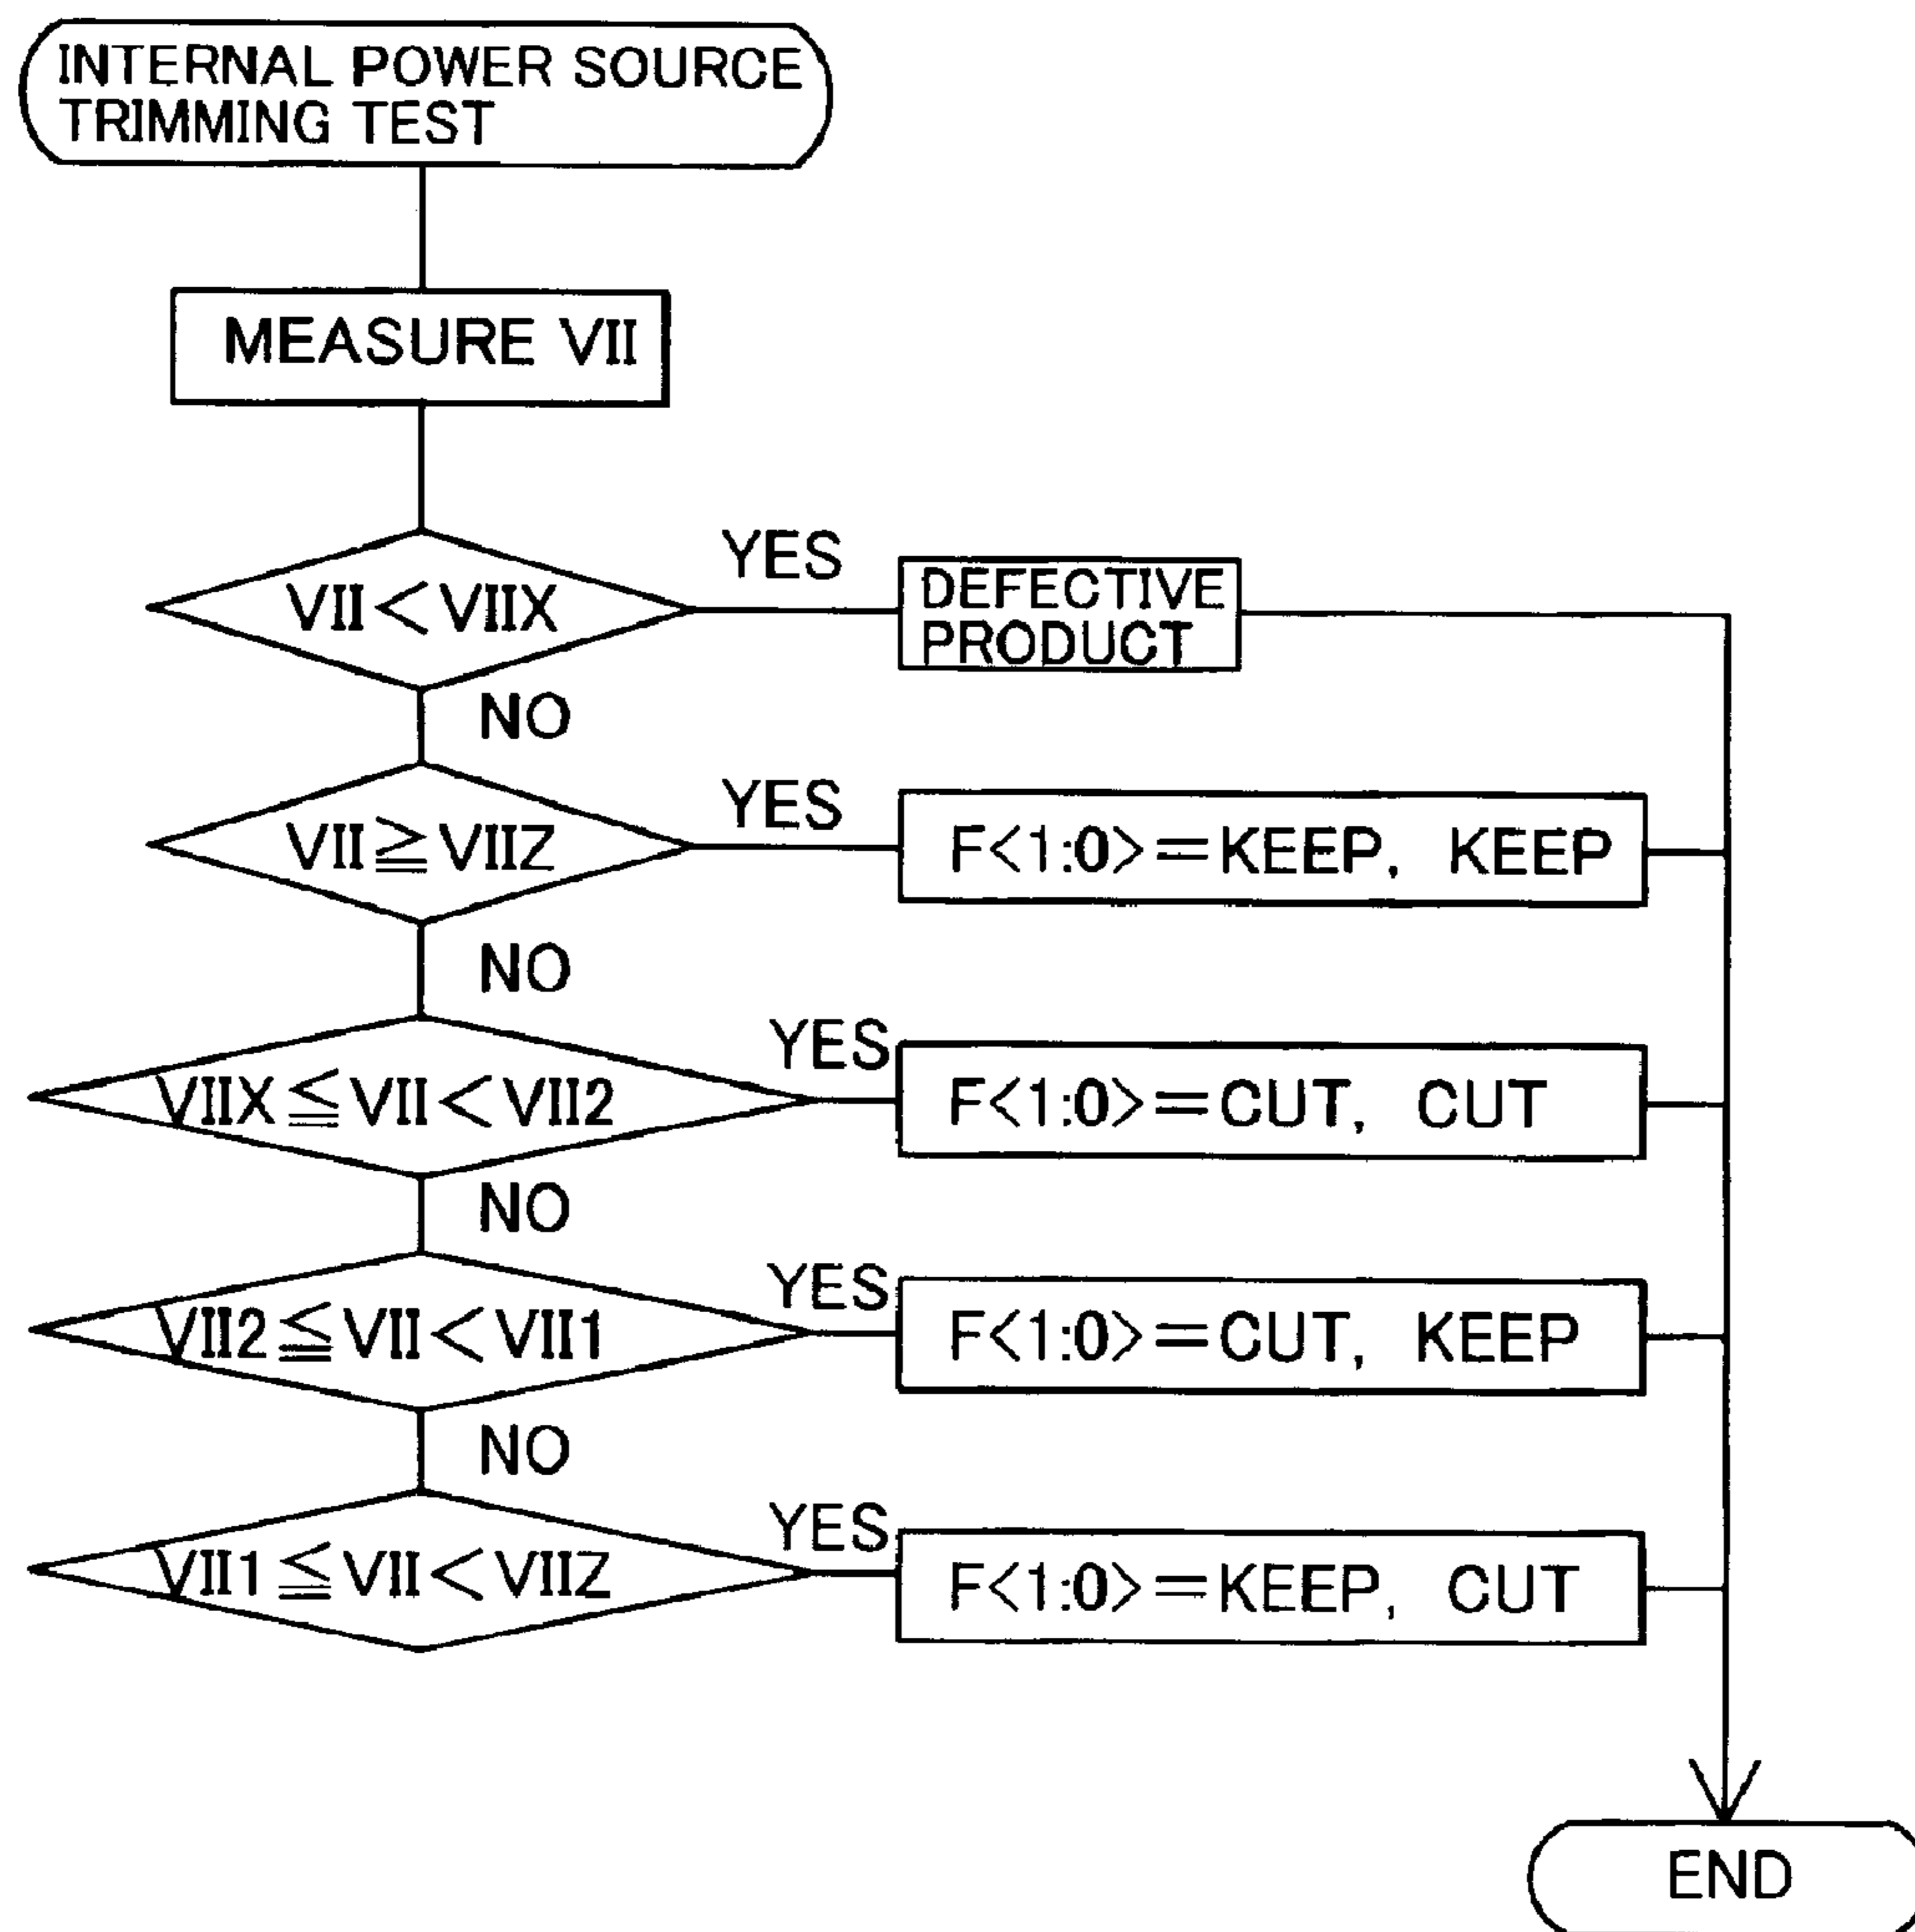 INTERNAL POWER SOURCE
TRIMMING TEST
MEASURE VII
VII<VIIX
YES
DEFECTIVE
PRODUCT
NO
VII≧VIIZ
YES
F<1:0>=KEEP, KEEP
NO
VIIX≦VII<VII2
YES
F<1:0>=CUT, CUT
NO
VII2≦VII<VII1
YES
F<1:0>=CUT, KEEP
NO
VII1≦VII<VIIZ
YES
F<1:0>=KEEP, CUT
END